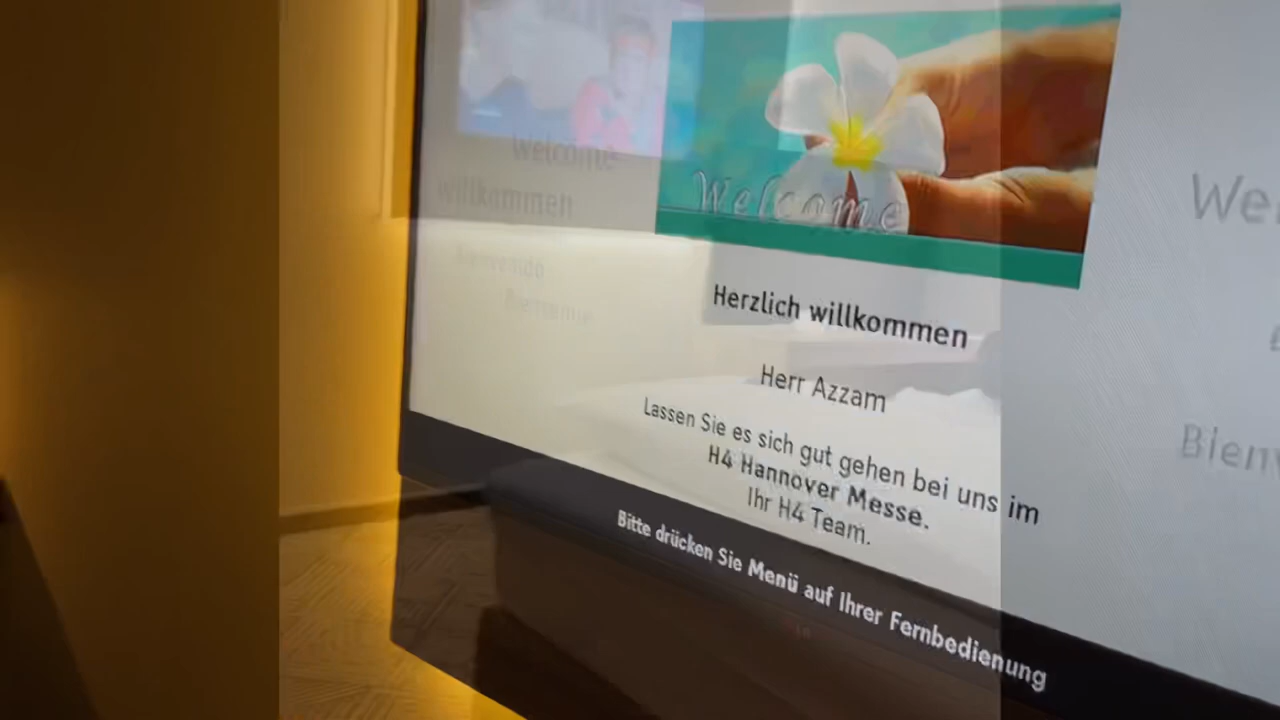 Welcome
welcome
willkommen
Bienvenido
Herzlich willkommen
Herr Azzam
Lassen Sie es sich gut gehen bei uns im
H4 Hannover Messe.
Ihr H4 Team.
Bitte drücken Sie Menü auf Ihrer Fernbedienung